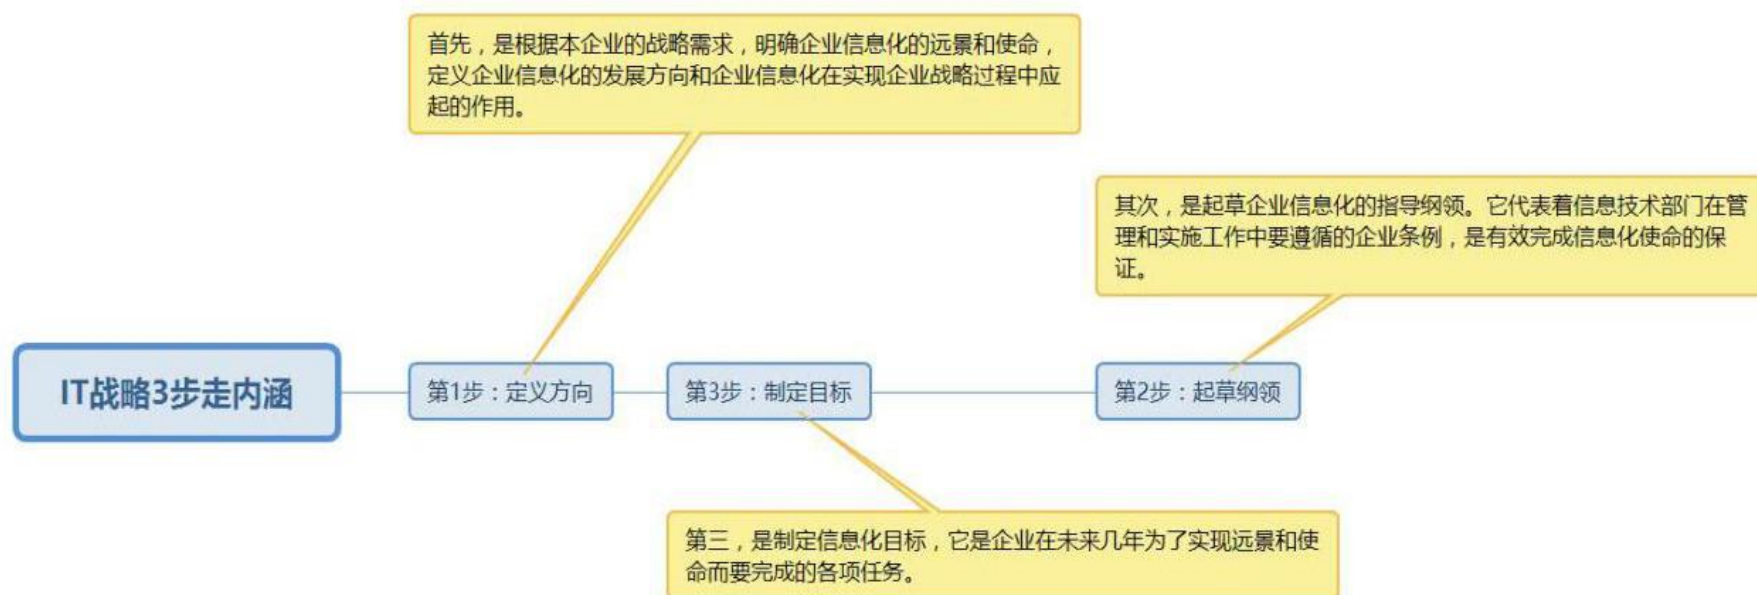 首先，是根据本企业的战略需求，明确企业信息化的远景和使命，
定义企业信息化的发展方向和企业信息化在实现企业战略过程中应
起的作用。
其次，是起草企业信息化的指导纲领。它代表着信息技术部门在管
理和实施工作中要遵循的企业条例，是有效完成信息化使命的保
证。
IT战略3步走内涵
第1步：定义方向
第3步：制定目标
第2步：起草纲领
第三，是制定信息化目标，它是企业在未来几年为了实现远景和使
命而要完成的各项任务。